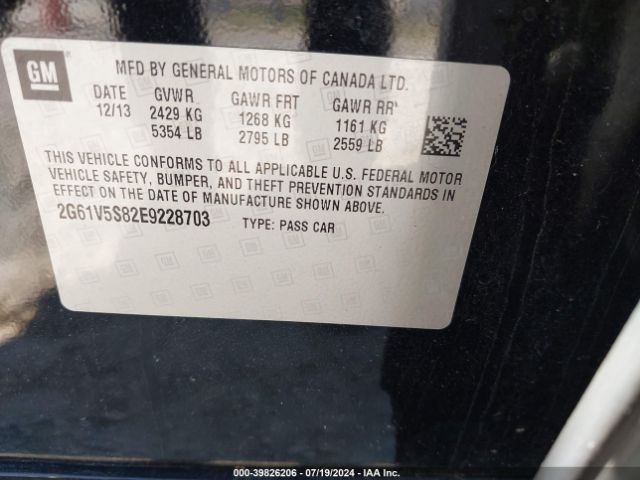 GM
MFD BY GENERAL MOTORS OF CANADA LTD.
DATE GVWR GAWR FRT GAWR RR
12/13 2429 KG 1268 KG 1161 KG
5354 LB 2795 LB 2559 LB
THIS VEHICLE CONFORMS TO ALL APPLICABLE U.S. FEDERAL MOTOR
VEHICLE SAFETY, BUMPER, AND THEFT PREVENTION STANDARDS IN
EFFECT ON THE DATE OF MANUFACTURE SHOWN ABOVE.
2G61V5S82E9228703 TYPE: PASS CAR
000-39826206 - 07/19/2024 - IAA Inc.